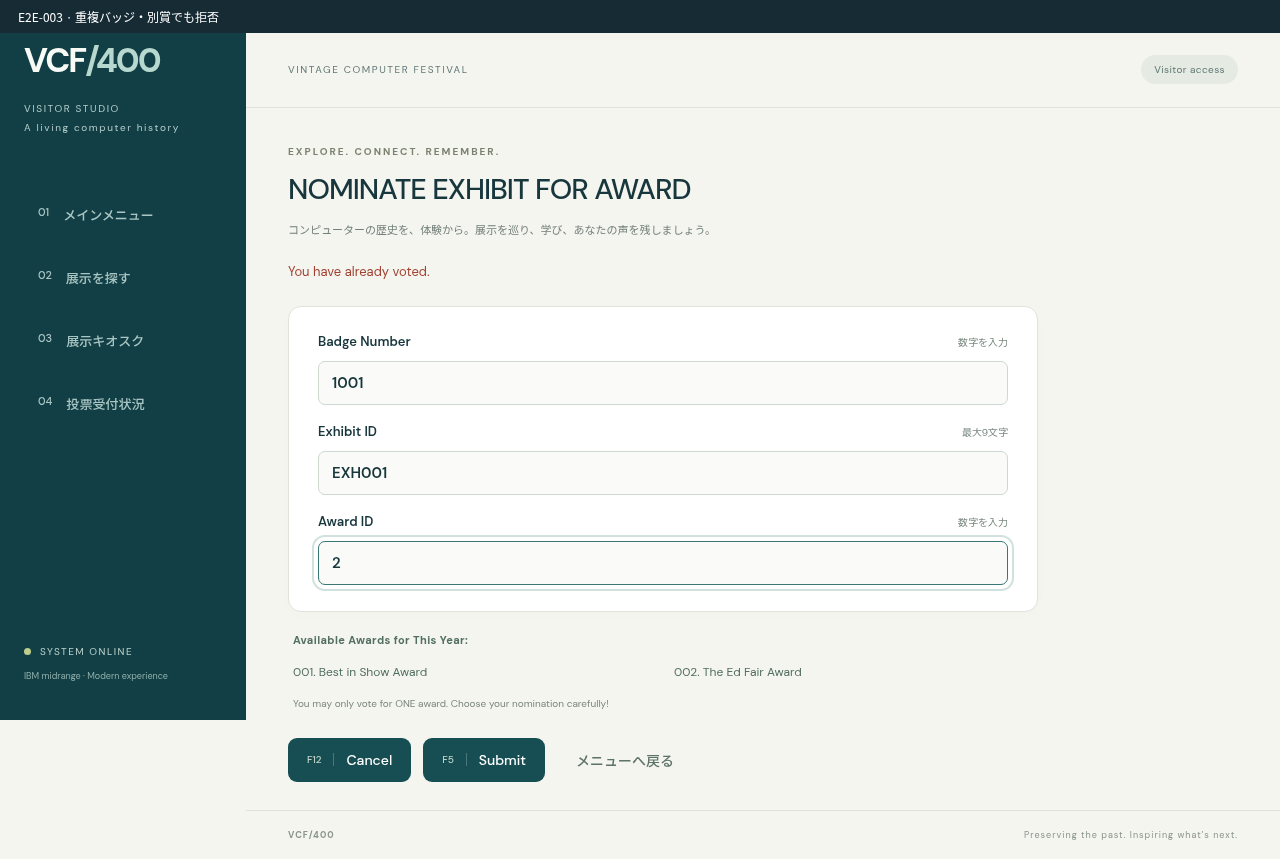 E2E-003 · 重複バッジ・別賞でも拒否
VCF/400
VISITOR STUDIO
A living computer history
01 メインメニュー
02 展示を探す
03 展示キオスク
04 投票受付状況
SYSTEM ONLINE
IBM midrange · Modern experience
VINTAGE COMPUTER FESTIVAL
Visitor access
EXPLORE. CONNECT. REMEMBER.
NOMINATE EXHIBIT FOR AWARD
コンピューターの歴史を、体験から。展示を巡り、学び、あなたの声を残しましょう。
You have already voted.
Badge Number 数字を入力
1001
Exhibit ID 最大9文字
EXH001
Award ID 数字を入力
2
Available Awards for This Year:
001. Best in Show Award 002. The Ed Fair Award
You may only vote for ONE award. Choose your nomination carefully!
F12 Cancel F5 Submit メニューへ戻る
VCF/400 Preserving the past. Inspiring what's next.